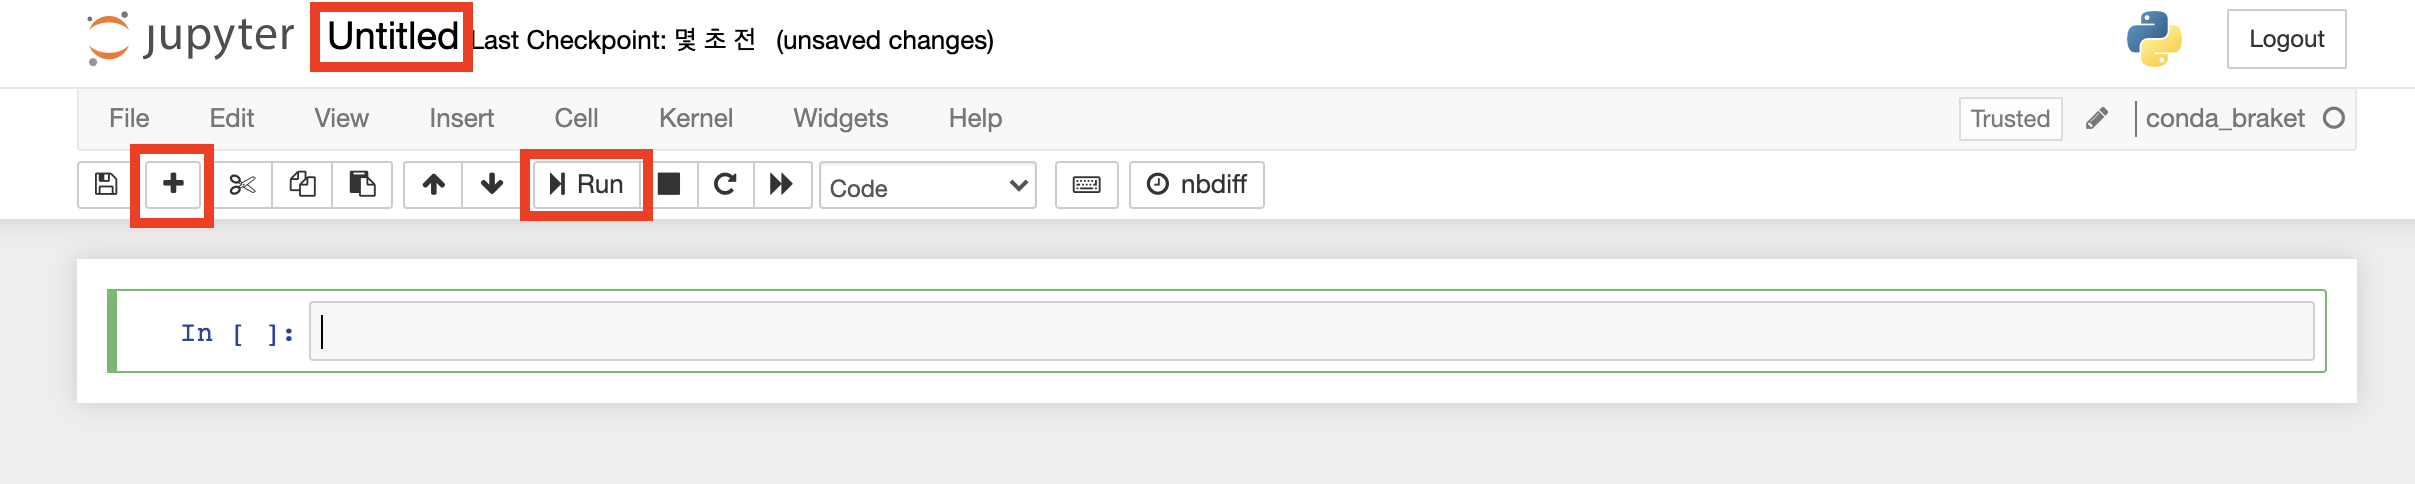 jupyter Untitled Last Checkpoint: 몇 초 전 (unsaved changes) Logout
File Edit View Insert Cell Kernel Widgets Help Trusted conda_braket
Run Code nbdiff
In [ ]: